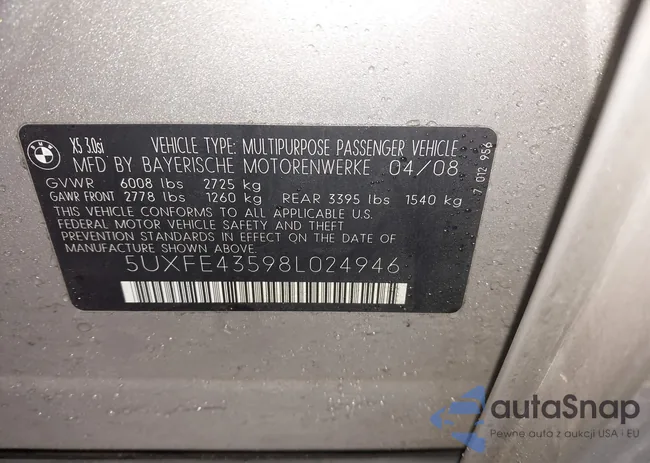 BMW
X5 3.0si
VEHICLE TYPE: MULTIPURPOSE PASSENGER VEHICLE
MFD BY BAYERISCHE MOTORENWERKE 04/08
GVWR 6008 lbs 2725 kg
GAWR FRONT 2778 lbs 1260 kg REAR 3395 lbs 1540 kg
THIS VEHICLE CONFORMS TO ALL APPLICABLE U.S.
FEDERAL MOTOR VEHICLE SAFETY AND THEFT
PREVENTION STANDARDS IN EFFECT ON THE DATE OF
MANUFACTURE SHOWN ABOVE.
5UXFE43598L024946
7 012 956
autoSnap
Pewne auta z aukcji USA - EU